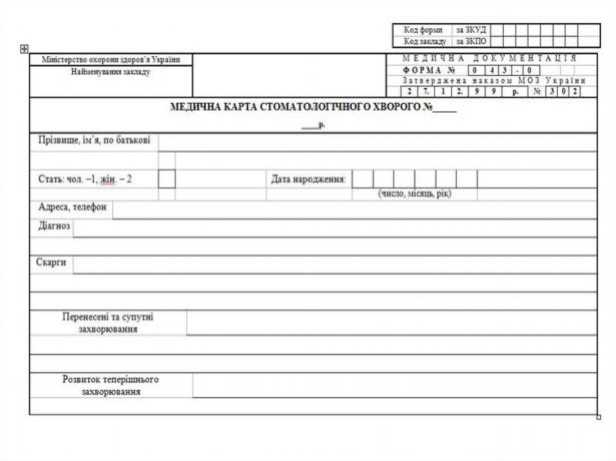 Код форми за ЗКУД
Код закладу за ЗКПО
Міністерство охорони здоров'я України
Найменування закладу
МЕДИЧНА ДОКУМЕНТАЦІЯ
ФОРМА № 0 4 3 - 0
Затверджена наказом МОЗ України
2 7. 1 2. 9 9 р. № 3 0 2
МЕДИЧНА КАРТА СТОМАТОЛОГІЧНОГО ХВОРОГО №_____
____р.
Прізвище, ім'я, по батькові
Стать: чол. –1, жін. – 2
Дата народження:
(число, місяць, рік)
Адреса, телефон
Діагноз
Скарги
Перенесені та супутні
захворювання
Розвиток теперішнього
захворювання